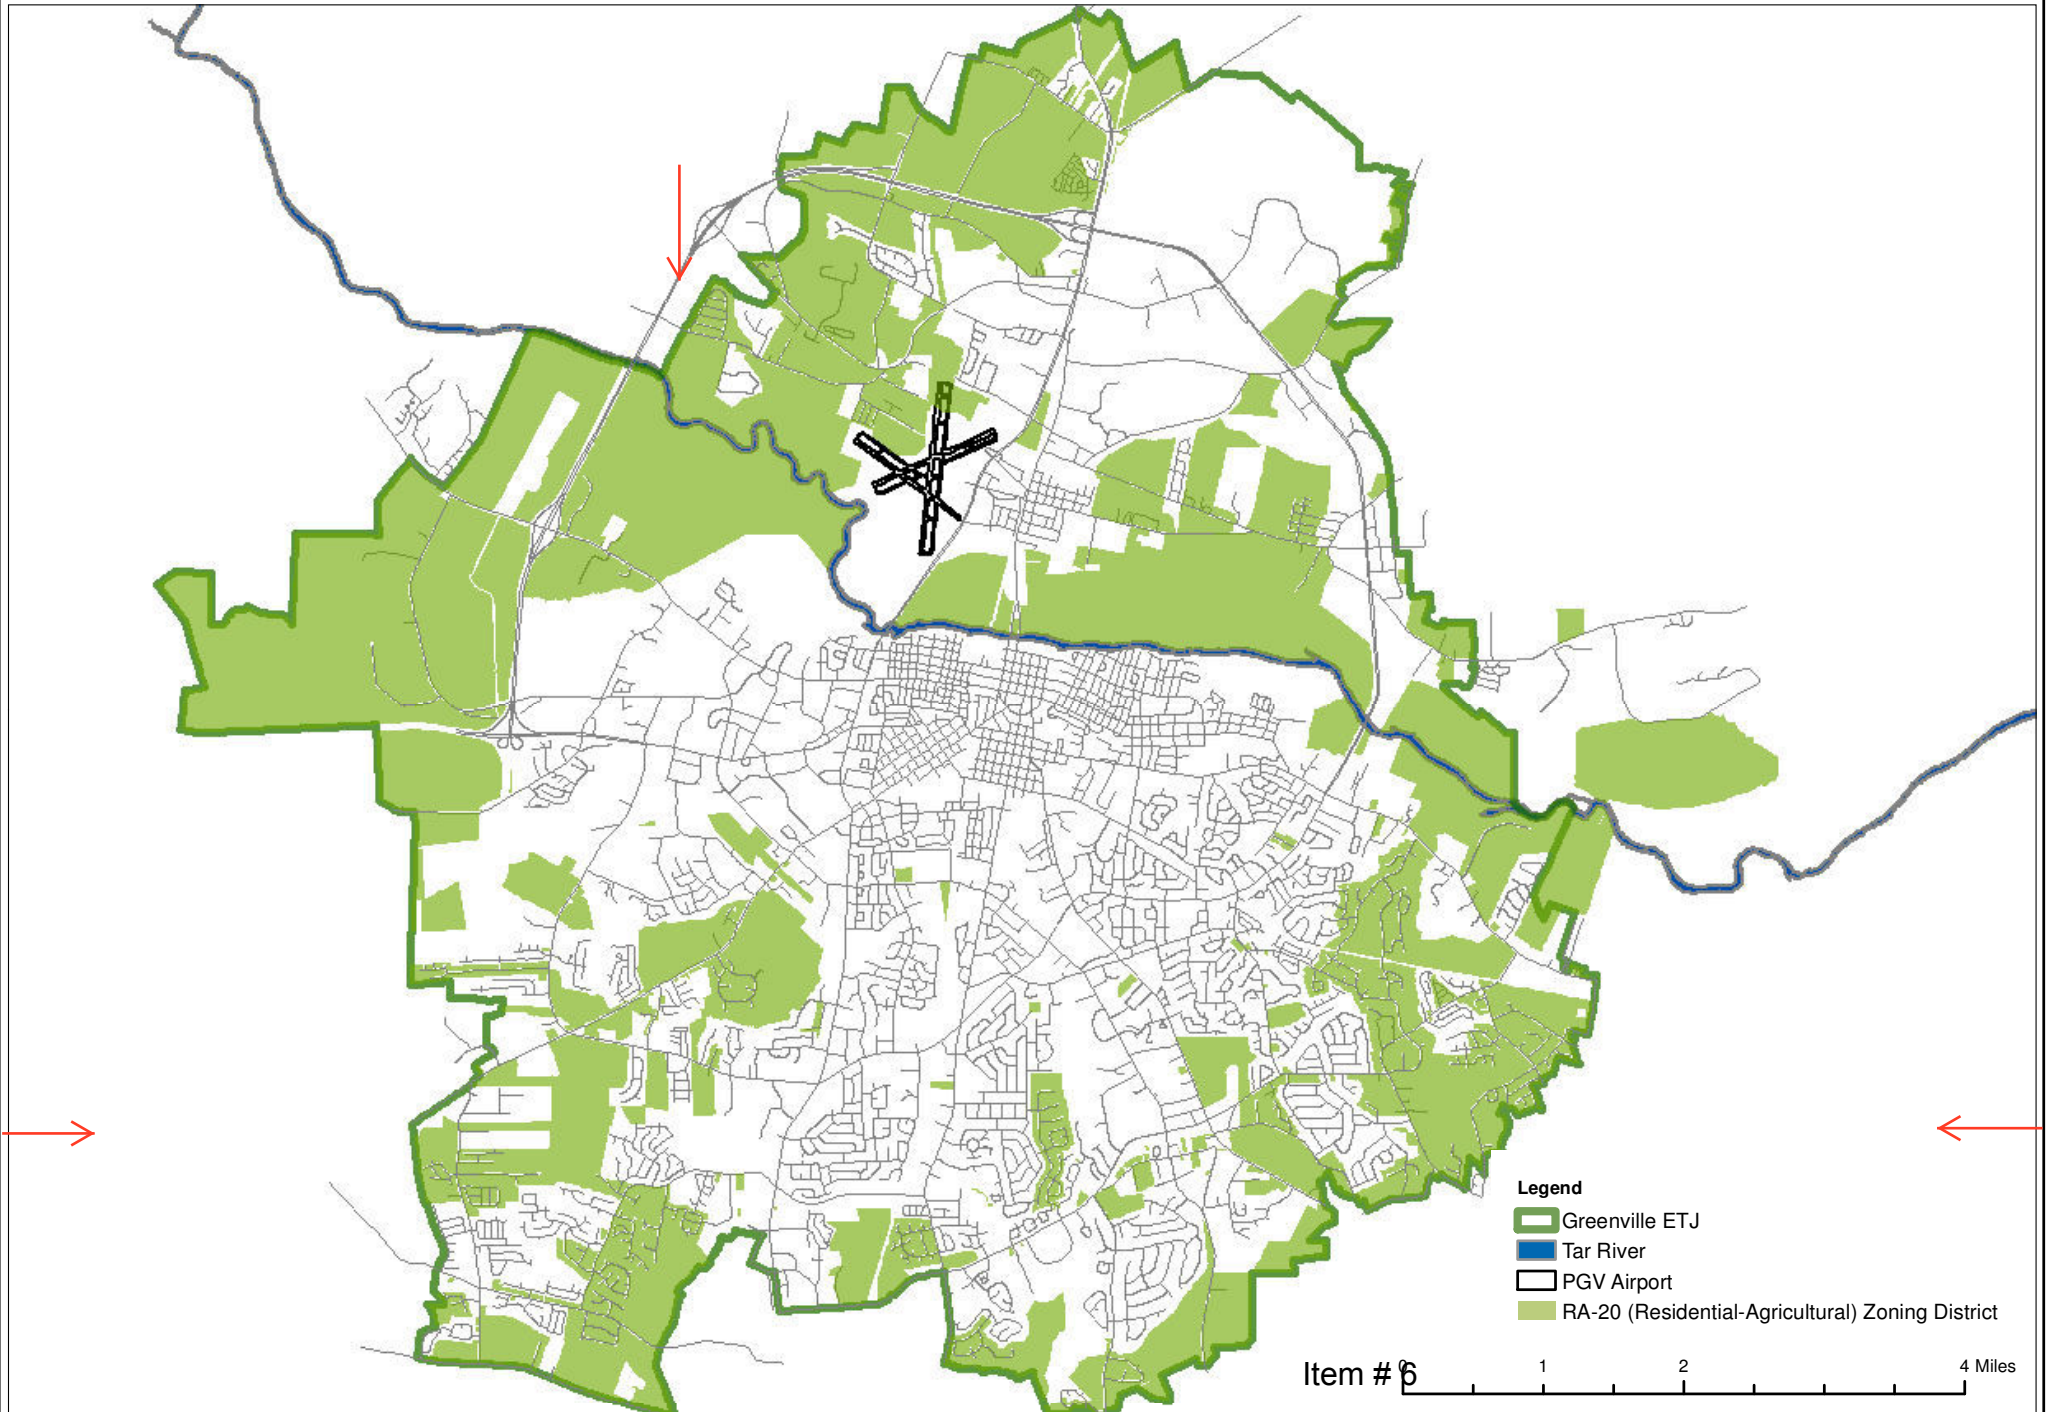 Legend
Greenville ETJ
Tar River
PGV Airport
RA-20 (Residential-Agricultural) Zoning District
Item # 6
0 1 2 4 Miles